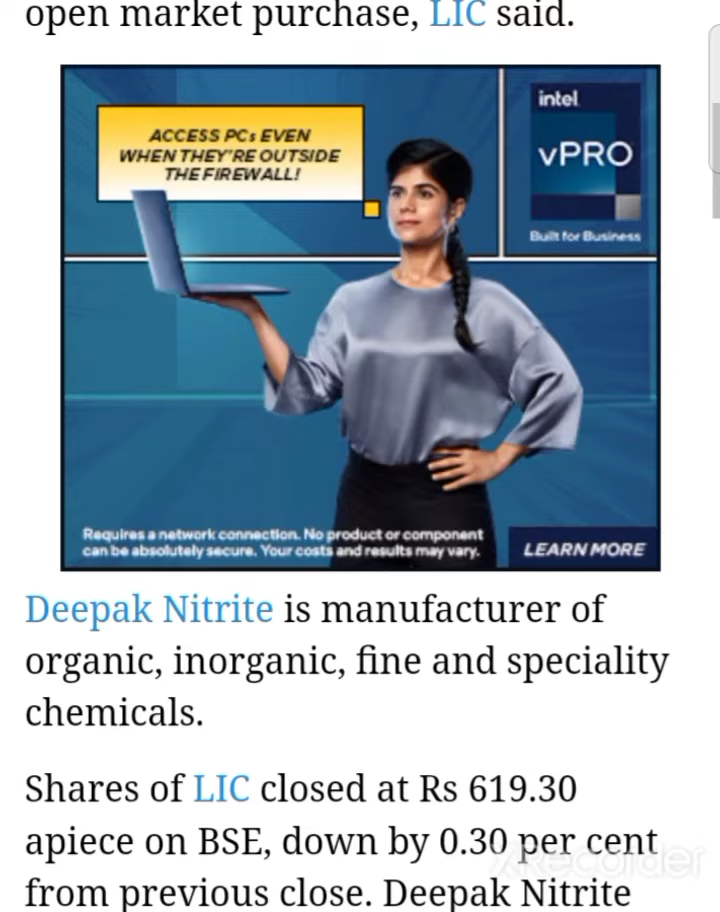 open market purchase, LIC said.
ACCESS PCs EVEN
WHEN THEY'RE OUTSIDE
THE FIREWALL!
intel
vPRO
Built for Business
Requires a network connection. No product or component
can be absolutely secure. Your costs and results may vary.
LEARN MORE
Deepak Nitrite is manufacturer of
organic, inorganic, fine and speciality
chemicals.
Shares of LIC closed at Rs 619.30
apiece on BSE, down by 0.30 per cent
XRecorder
from previous close. Deepak Nitrite